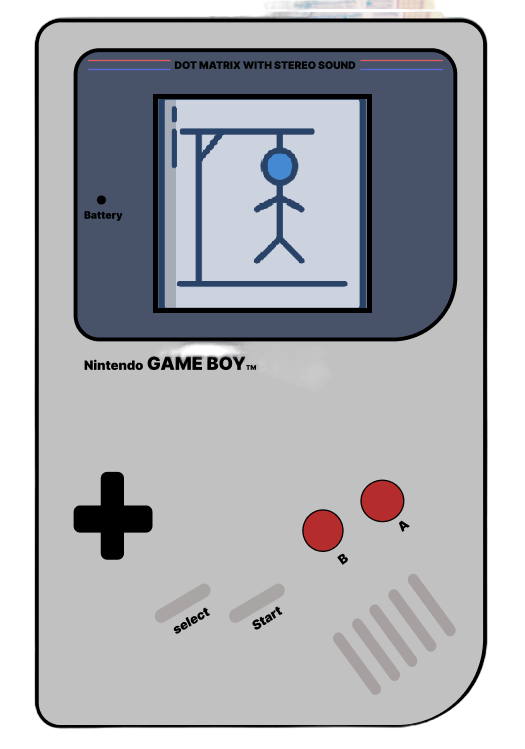 DOT MATRIX WITH STEREO SOUND
Battery
Nintendo GAME BOY™
A
B
select
Start